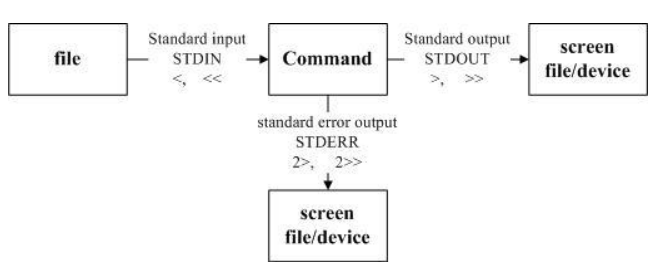 file
Standard input
STDIN
<, <<
Command
Standard output
STDOUT
>, >>
screen
file/device
standard error output
STDERR
2>, 2>>
screen
file/device